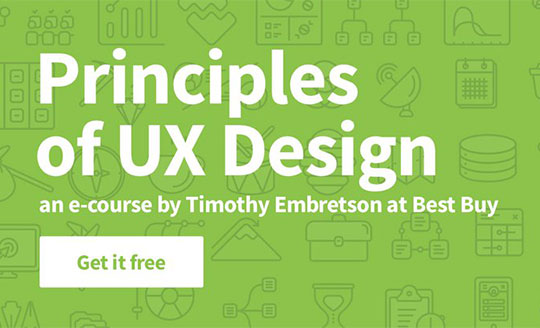 Principles
of UX Design
an e-course by Timothy Embretson at Best Buy
Get it free